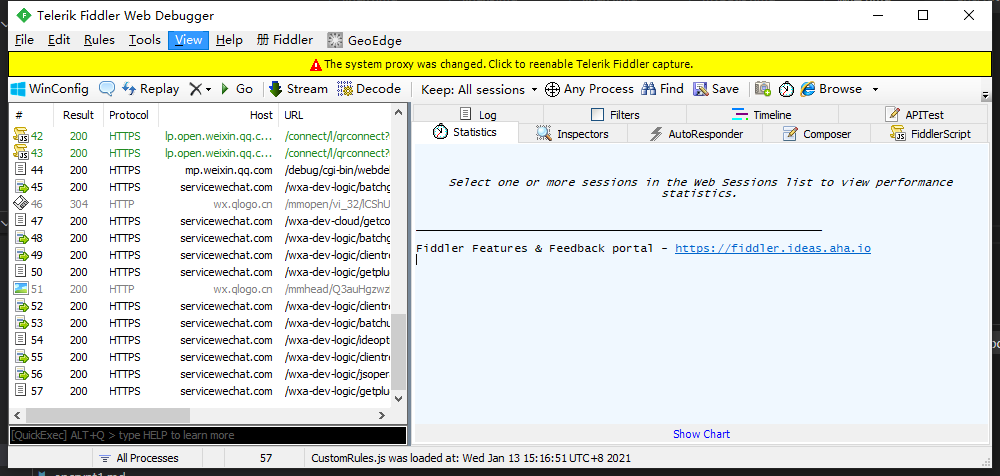 Telerik Fiddler Web Debugger
File Edit Rules Tools View Help 册 Fiddler GeoEdge
The system proxy was changed. Click to reenable Telerik Fiddler capture.
WinConfig Replay Go Stream Decode Keep: All sessions Any Process Find Save Browse
Log Filters Timeline APITest
Statistics Inspectors AutoResponder Composer FiddlerScript
# Result Protocol Host URL
42 200 HTTPS lp.open.weixin.qq.c... /connect/l/qrconnect?
43 200 HTTPS lp.open.weixin.qq.c... /connect/l/qrconnect?
44 200 HTTPS mp.weixin.qq.com /debug/cgi-bin/webde
45 200 HTTPS servicewechat.com /wxa-dev-logic/batchg
46 304 HTTP wx.qlogo.cn /mmopen/vi_32/lCShU
47 200 HTTPS servicewechat.com /wxa-dev-cloud/getco
48 200 HTTPS servicewechat.com /wxa-dev-logic/batchg
49 200 HTTPS servicewechat.com /wxa-dev-logic/clientre
50 200 HTTPS servicewechat.com /wxa-dev-logic/getplu
51 200 HTTP wx.qlogo.cn /mmhead/Q3auHgzwz
52 200 HTTPS servicewechat.com /wxa-dev-logic/clientre
53 200 HTTPS servicewechat.com /wxa-dev-logic/batchu
54 200 HTTPS servicewechat.com /wxa-dev-logic/ideopt
55 200 HTTPS servicewechat.com /wxa-dev-logic/clientre
56 200 HTTPS servicewechat.com /wxa-dev-logic/jsoper
57 200 HTTPS servicewechat.com /wxa-dev-logic/getplu
Select one or more sessions in the Web Sessions list to view performance
statistics.
Fiddler Features & Feedback portal - https://fiddler.ideas.aha.io
Show Chart
[QuickExec] ALT+Q > type HELP to learn more
All Processes 57 CustomRules.js was loaded at: Wed Jan 13 15:16:51 UTC+8 2021